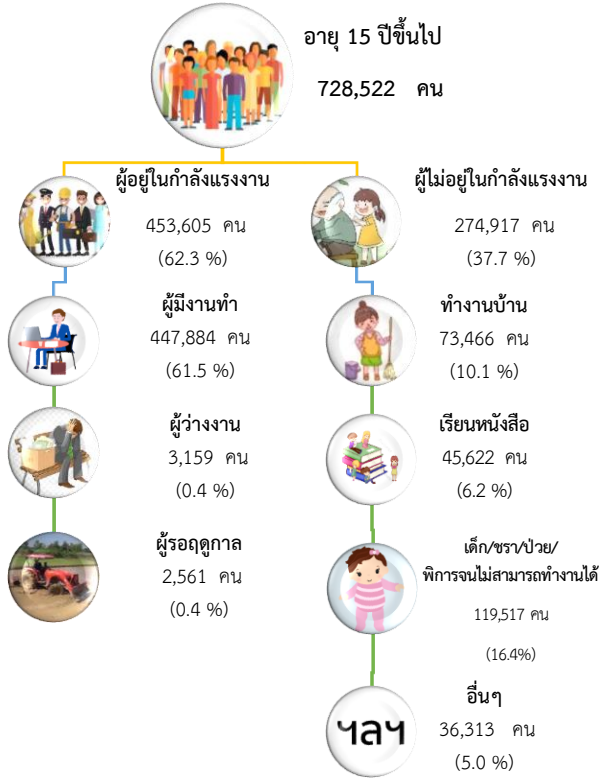 อายุ 15 ปีขึ้นไป
728,522 คน
ผู้อยู่ในกำลังแรงงาน
453,605 คน
(62.3 %)
ผู้มีงานทำ
447,884 คน
(61.5 %)
ผู้ว่างงาน
3,159 คน
(0.4 %)
ผู้รอฤดูกาล
2,561 คน
(0.4 %)
ผู้ไม่อยู่ในกำลังแรงงาน
274,917 คน
(37.7 %)
ทำงานบ้าน
73,466 คน
(10.1 %)
เรียนหนังสือ
45,622 คน
(6.2 %)
เด็ก/ชรา/ป่วย/
พิการจนไม่สามารถทำงานได้
119,517 คน
(16.4%)
ฯลฯ
อื่นๆ
36,313 คน
(5.0 %)